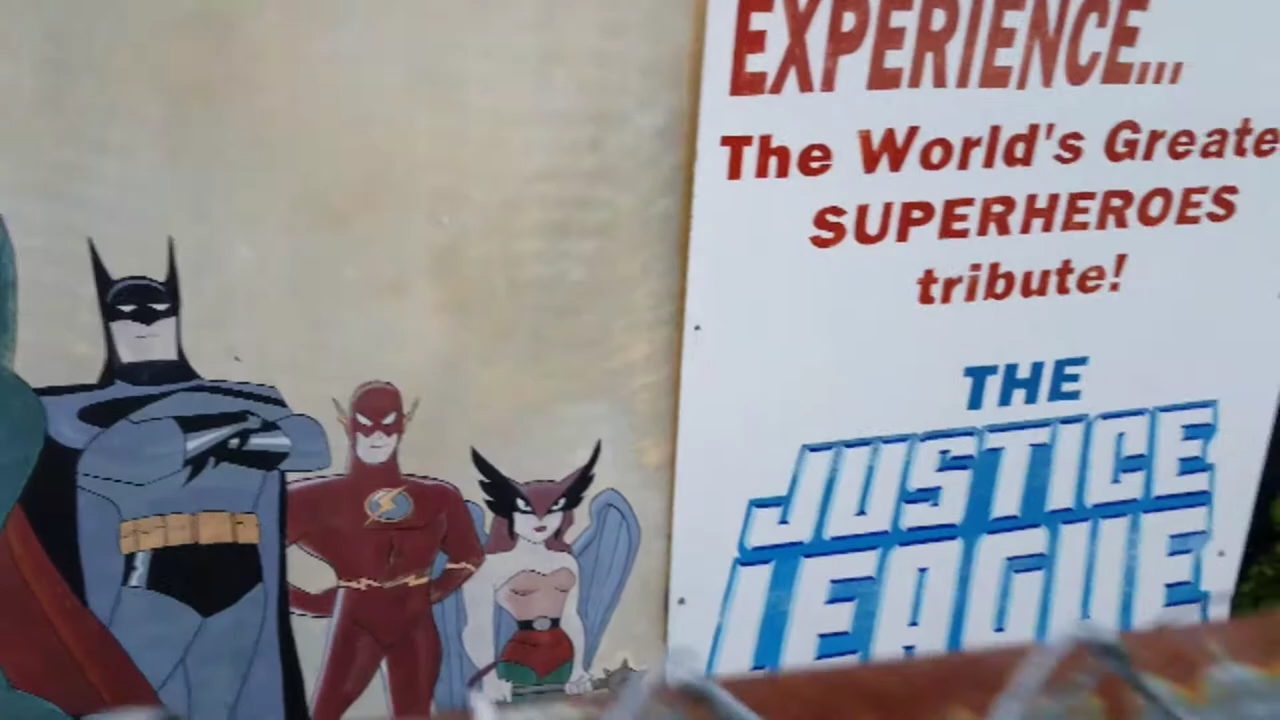 EXPERIENCE...
The World's Greate
SUPERHEROES
tribute!
THE
JUSTICE
LEAGUE